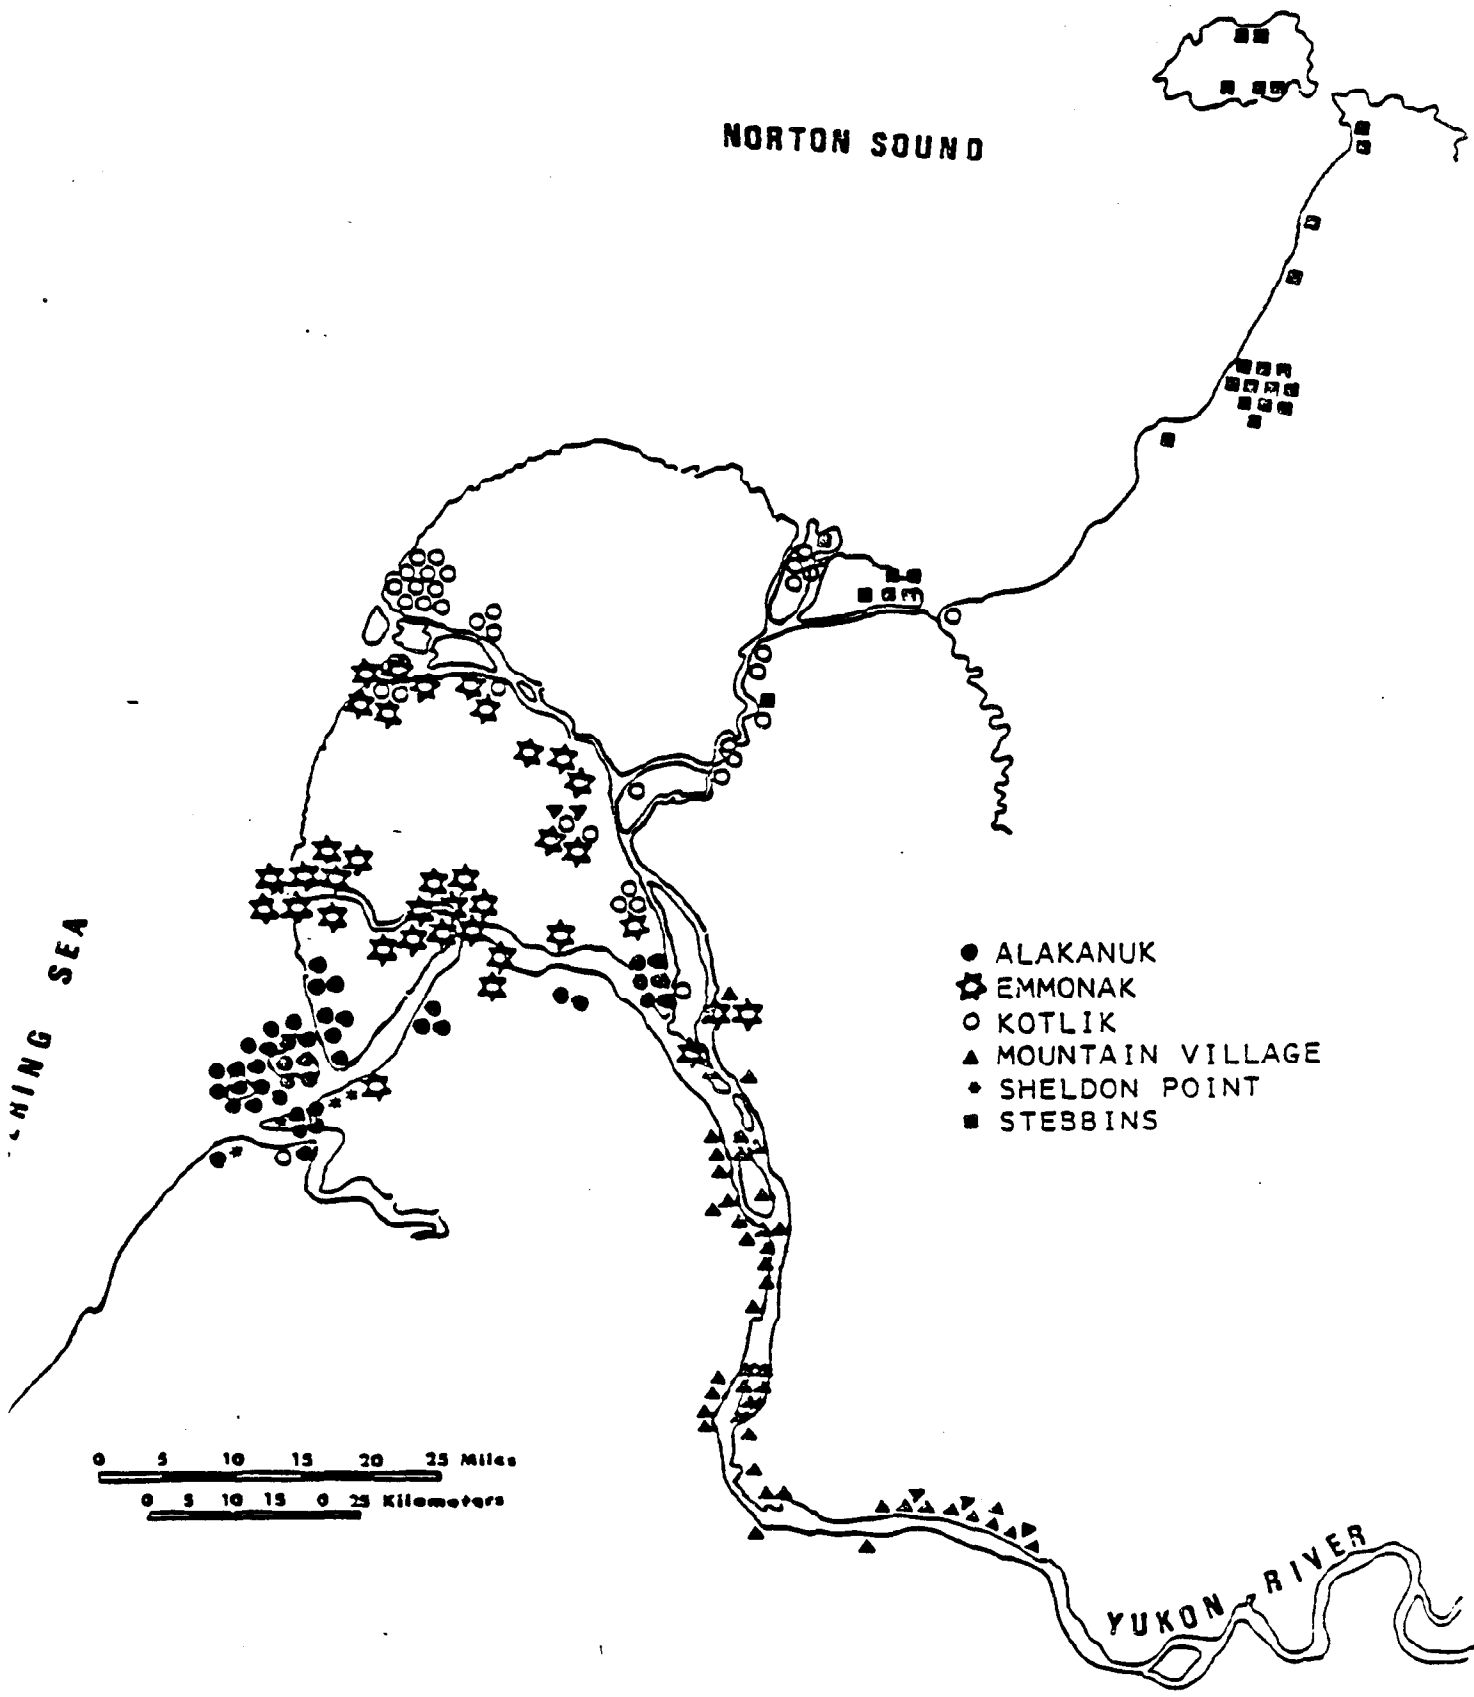 NORTON SOUND
SEA
ALAKANUK
EMMONAK
KOTLIK
MOUNTAIN VILLAGE
SHELDON POINT
STEBBINS
0 5 10 15 20 25 Miles
0 5 10 15 0 25 Kilometers
YUKON RIVER